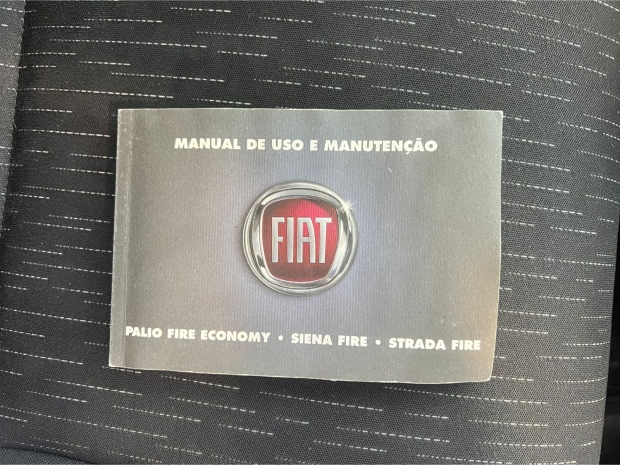 MANUAL DE USO E MANUTENÇÃO
FIAT
PALIO FIRE ECONOMY • SIENA FIRE • STRADA FIRE